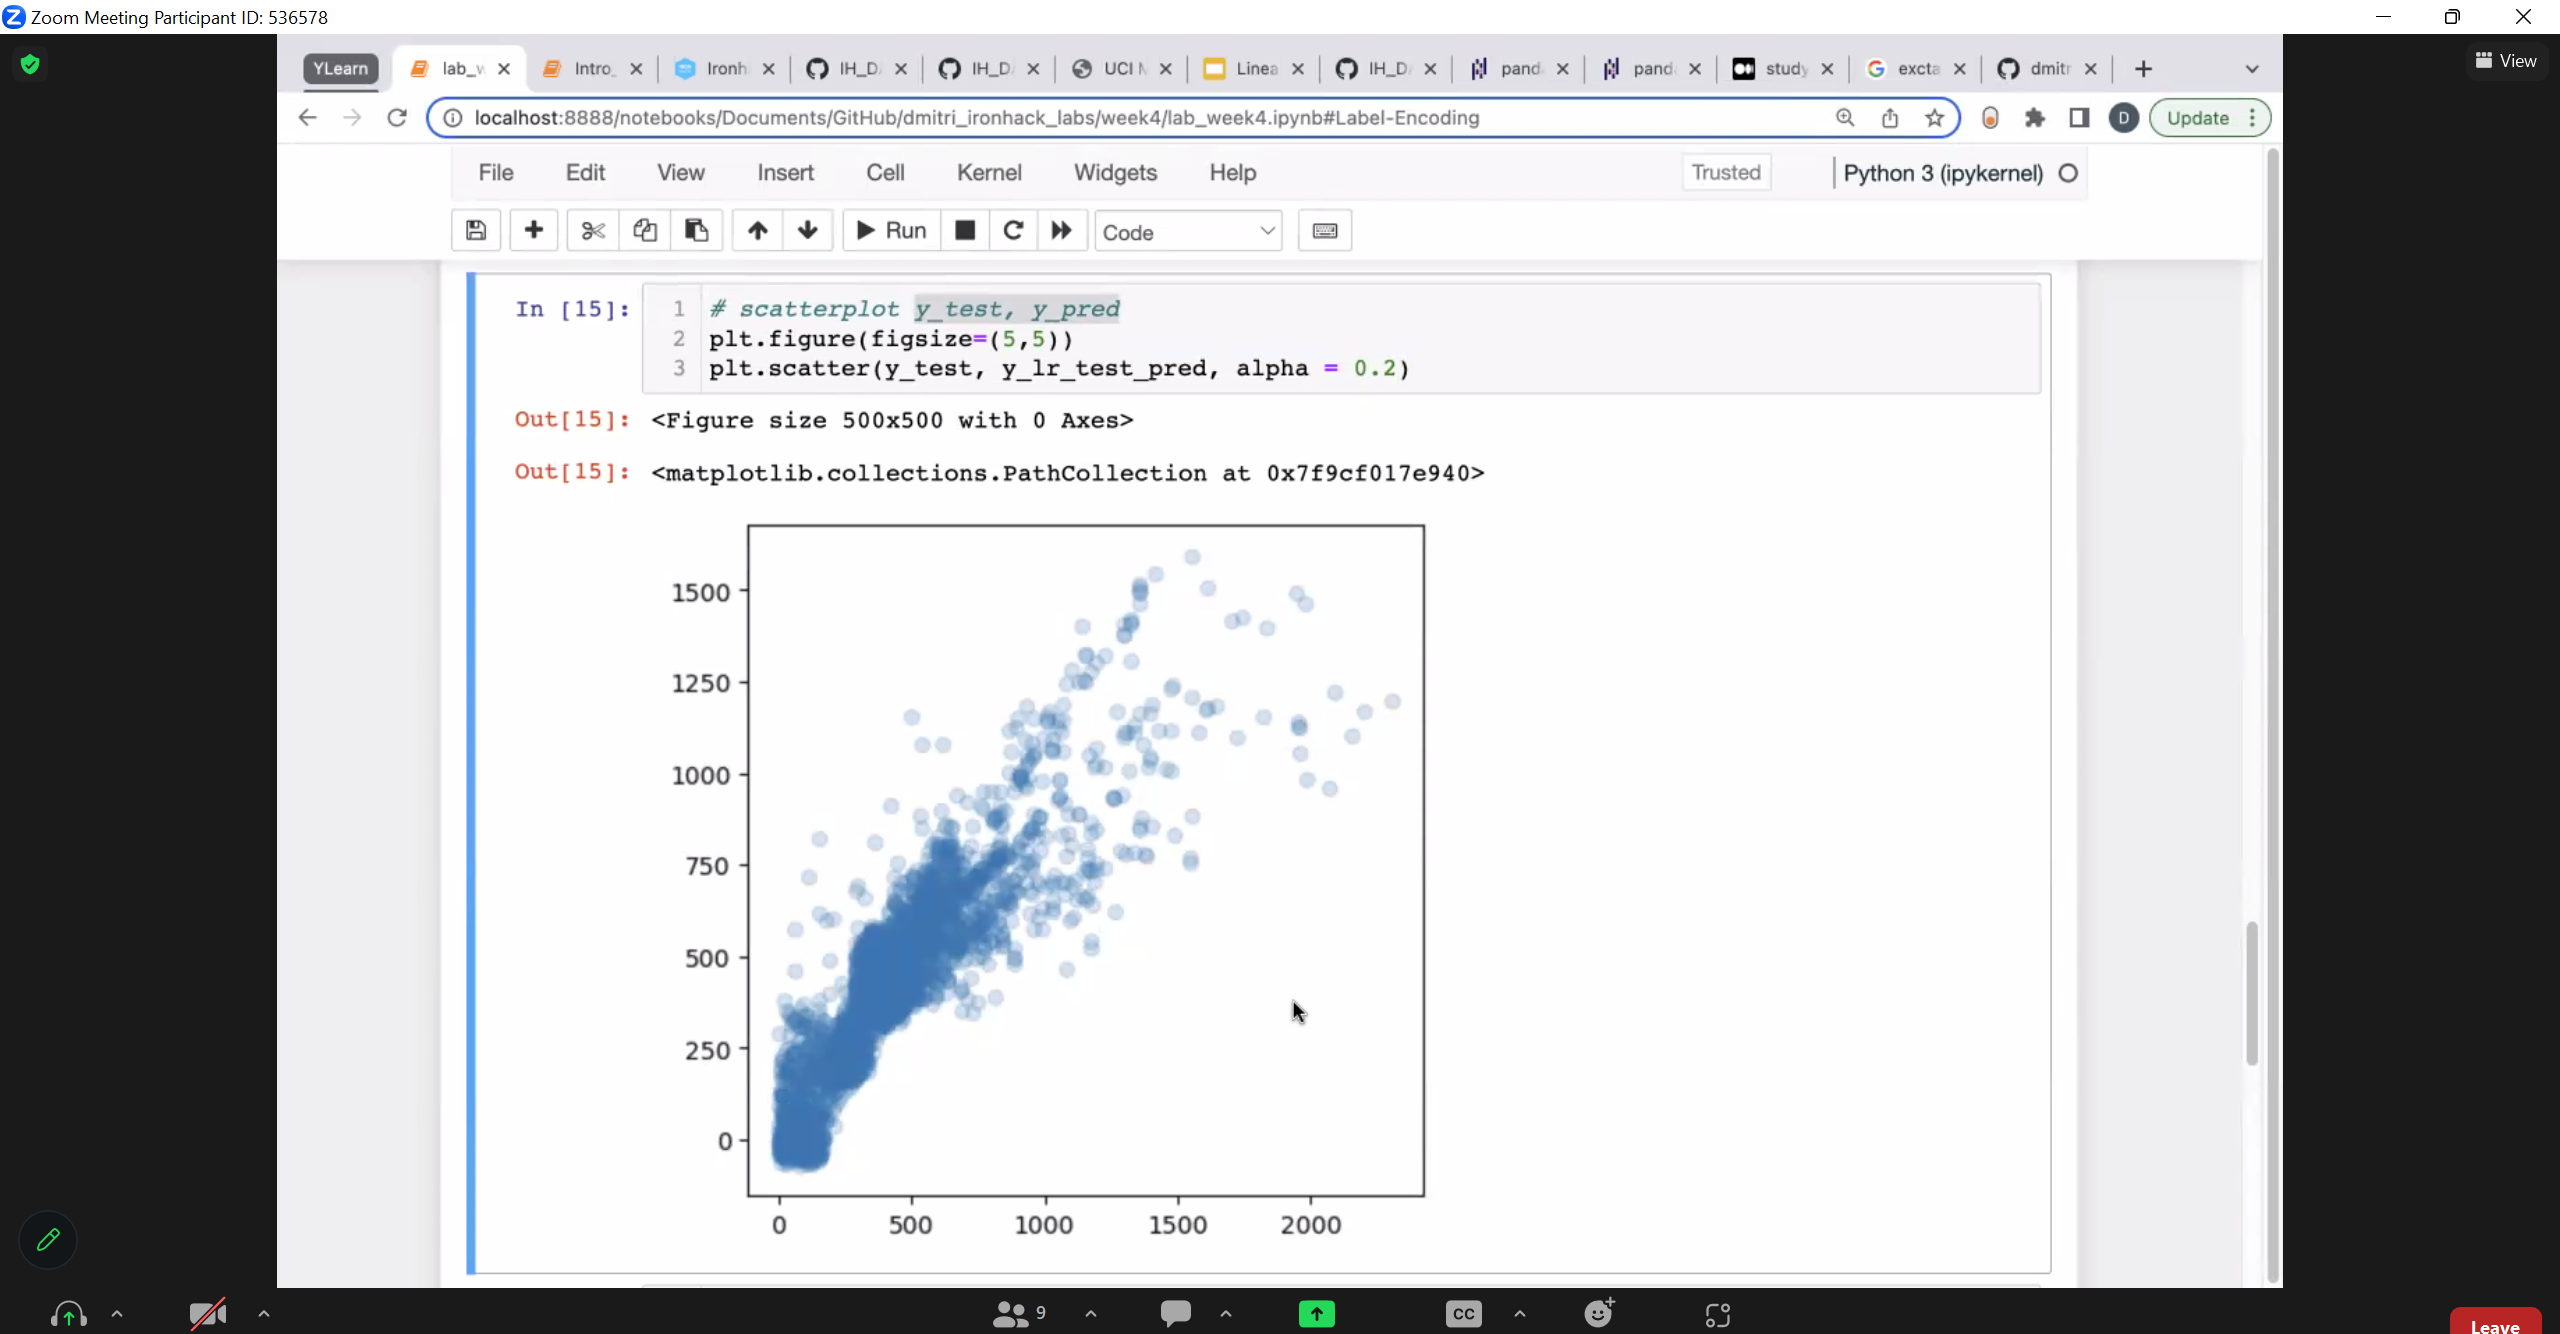 Zoom Meeting Participant ID: 536578
View
YLearn lab_w Intro_ Ironh IH_D IH_D UCI Linea IH_D pand pand study excta dmitr
localhost:8888/notebooks/Documents/GitHub/dmitri_ironhack_labs/week4/lab_week4.ipynb#Label-Encoding
D Update
File Edit View Insert Cell Kernel Widgets Help Trusted Python 3 (ipykernel)
Run Code
In [15]: 1 # scatterplot y_test, y_pred
2 plt.figure(figsize=(5,5))
3 plt.scatter(y_test, y_lr_test_pred, alpha = 0.2)
Out[15]: <Figure size 500x500 with 0 Axes>
Out[15]: <matplotlib.collections.PathCollection at 0x7f9cf017e940>
1500
1250
1000
750
500
250
0
0 500 1000 1500 2000
9 CC Leave